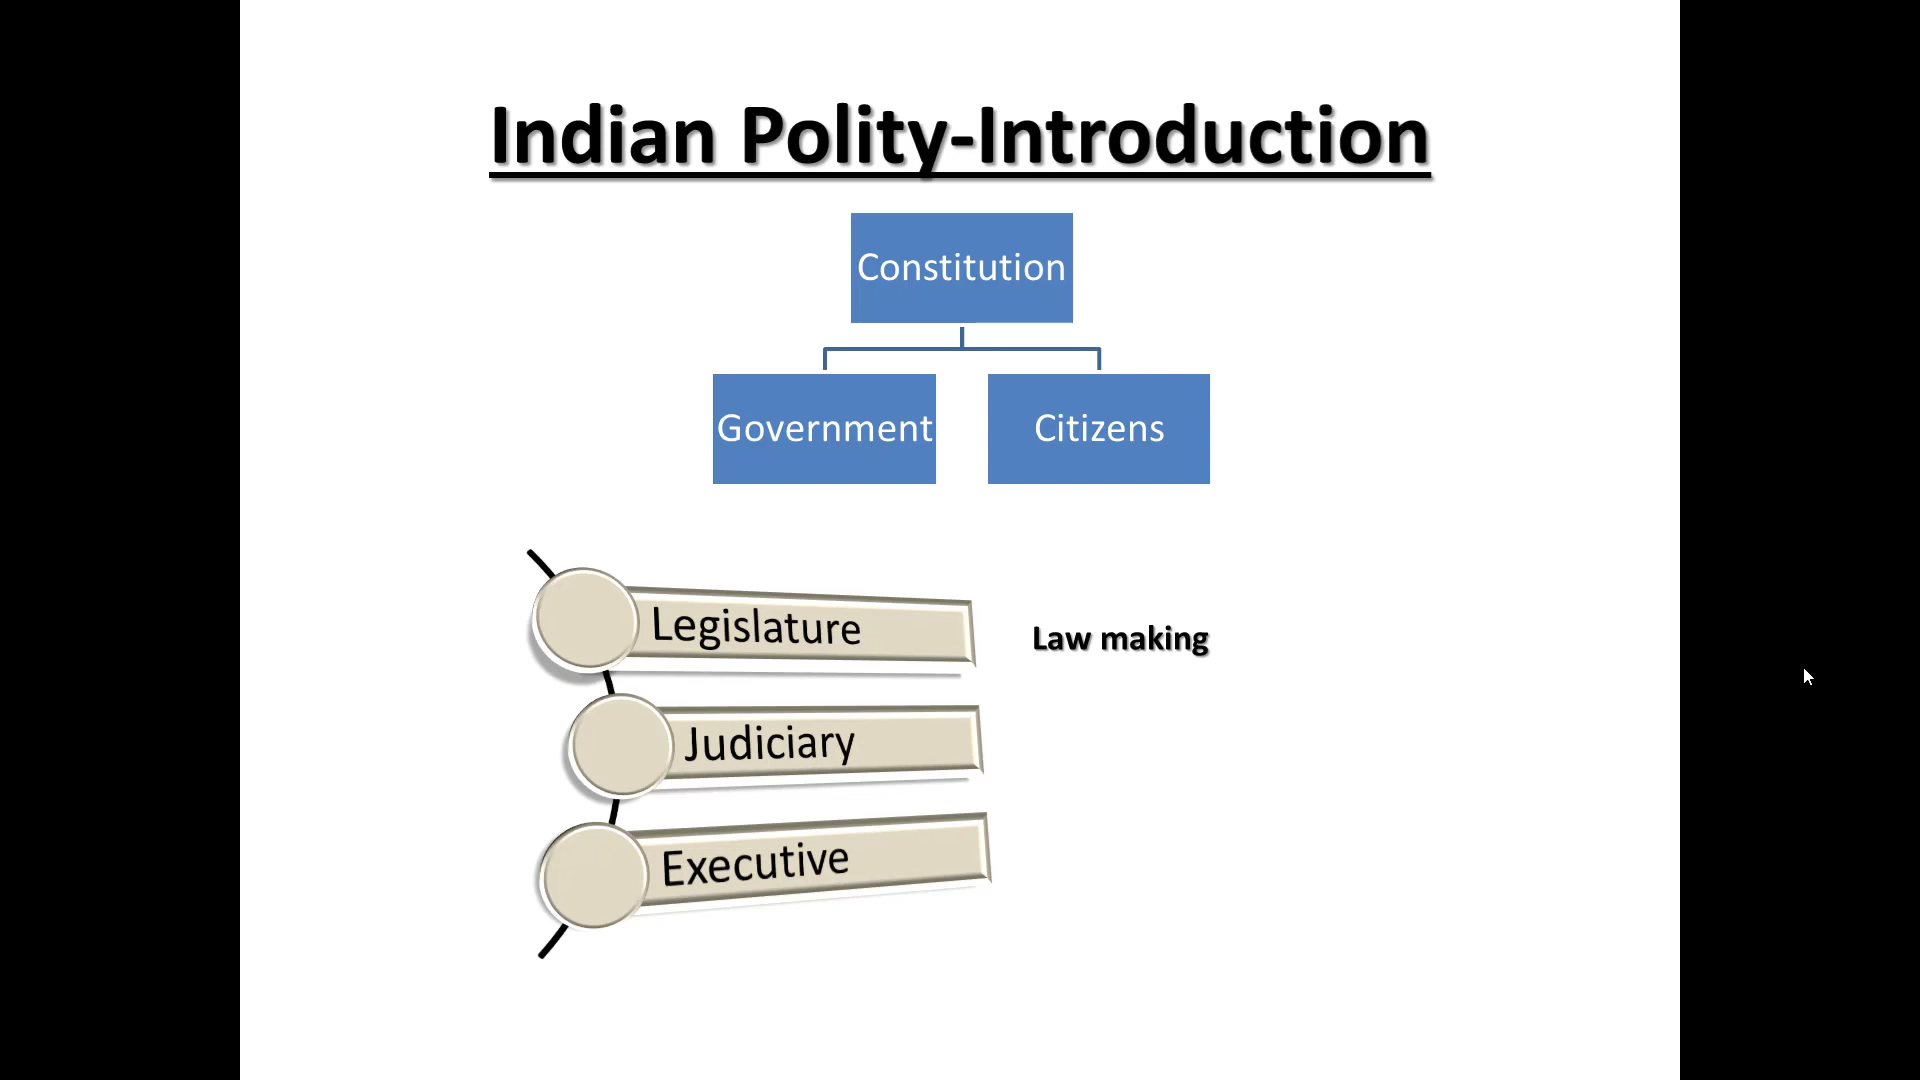 Indian Polity-Introduction
Constitution
Government
Citizens
Legislature
Law making
Judiciary
Executive